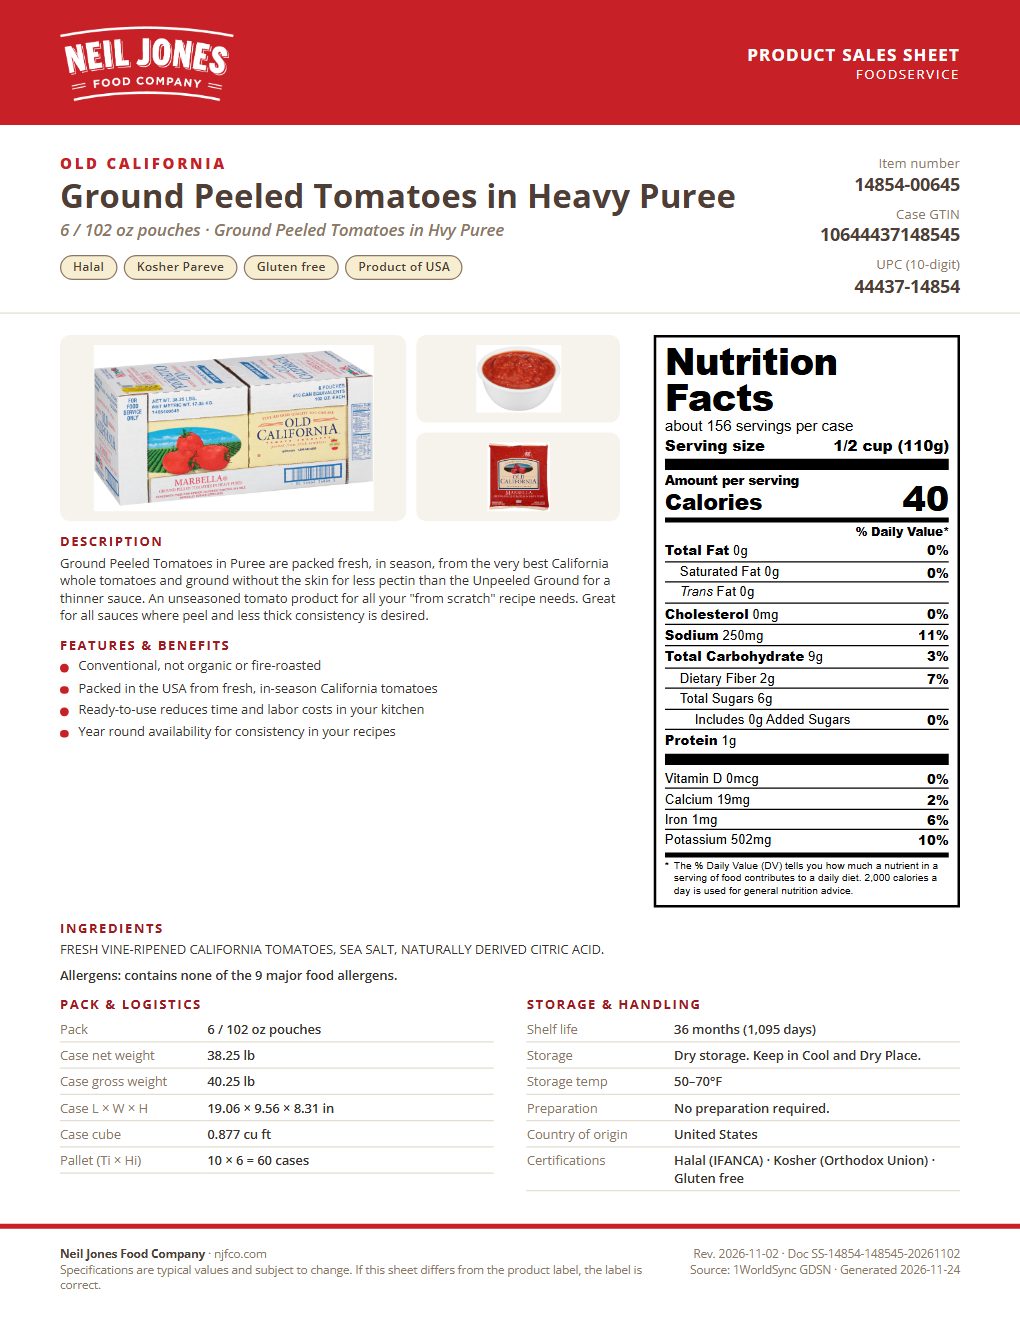 NEIL JONES
FOOD COMPANY
PRODUCT SALES SHEET
FOODSERVICE
OLD CALIFORNIA
Ground Peeled Tomatoes in Heavy Puree
6 / 102 oz pouches · Ground Peeled Tomatoes in Hvy Puree
Halal
Kosher Pareve
Gluten free
Product of USA
Item number
14854-00645
Case GTIN
10644437148545
UPC (10-digit)
44437-14854
FOR
FOOD
SERVICE
ONLY
OLD
CALIFORNIA
MARBELLA®
OLD
CALIFORNIA
MARBELLA
DESCRIPTION
Ground Peeled Tomatoes in Puree are packed fresh, in season, from the very best California
whole tomatoes and ground without the skin for less pectin than the Unpeeled Ground for a
thinner sauce. An unseasoned tomato product for all your "from scratch" recipe needs. Great
for all sauces where peel and less thick consistency is desired.
FEATURES & BENEFITS
Conventional, not organic or fire-roasted
Packed in the USA from fresh, in-season California tomatoes
Ready-to-use reduces time and labor costs in your kitchen
Year round availability for consistency in your recipes
Nutrition
Facts
about 156 servings per case
Serving size 1/2 cup (110g)
Amount per serving
Calories 40
% Daily Value*
Total Fat 0g 0%
Saturated Fat 0g 0%
Trans Fat 0g
Cholesterol 0mg 0%
Sodium 250mg 11%
Total Carbohydrate 9g 3%
Dietary Fiber 2g 7%
Total Sugars 6g
Includes 0g Added Sugars 0%
Protein 1g
Vitamin D 0mcg 0%
Calcium 19mg 2%
Iron 1mg 6%
Potassium 502mg 10%
* The % Daily Value (DV) tells you how much a nutrient in a
serving of food contributes to a daily diet. 2,000 calories a
day is used for general nutrition advice.
INGREDIENTS
FRESH VINE-RIPENED CALIFORNIA TOMATOES, SEA SALT, NATURALLY DERIVED CITRIC ACID.
Allergens: contains none of the 9 major food allergens.
PACK & LOGISTICS
Pack 6 / 102 oz pouches
Case net weight 38.25 lb
Case gross weight 40.25 lb
Case L × W × H 19.06 × 9.56 × 8.31 in
Case cube 0.877 cu ft
Pallet (Ti × Hi) 10 × 6 = 60 cases
STORAGE & HANDLING
Shelf life 36 months (1,095 days)
Storage Dry storage. Keep in Cool and Dry Place.
Storage temp 50–70°F
Preparation No preparation required.
Country of origin United States
Certifications Halal (IFANCA) · Kosher (Orthodox Union) ·
Gluten free
Neil Jones Food Company · njfco.com
Specifications are typical values and subject to change. If this sheet differs from the product label, the label is
correct.
Rev. 2026-11-02 · Doc SS-14854-148545-20261102
Source: 1WorldSync GDSN · Generated 2026-11-24